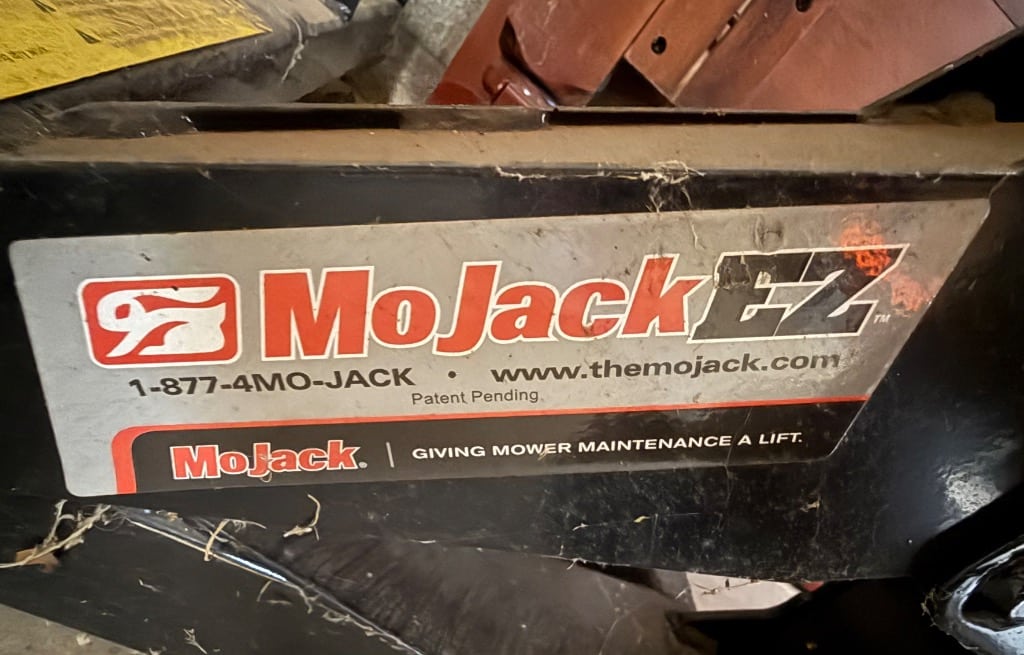 MoJack EZ™
1-877-4MO-JACK • www.themojack.com
Patent Pending
MoJack® | GIVING MOWER MAINTENANCE A LIFT.